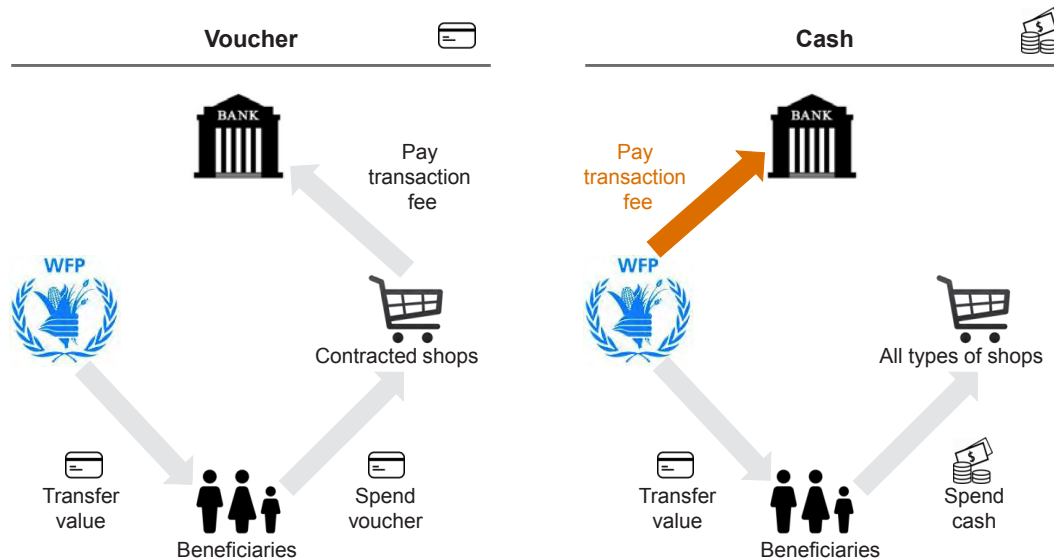 Voucher
BANK
Pay
transaction
fee
WFP
Contracted shops
Transfer
value
Spend
voucher
Beneficiaries
Cash
$
BANK
Pay
transaction
fee
WFP
All types of shops
Transfer
value
$
Spend
cash
Beneficiaries